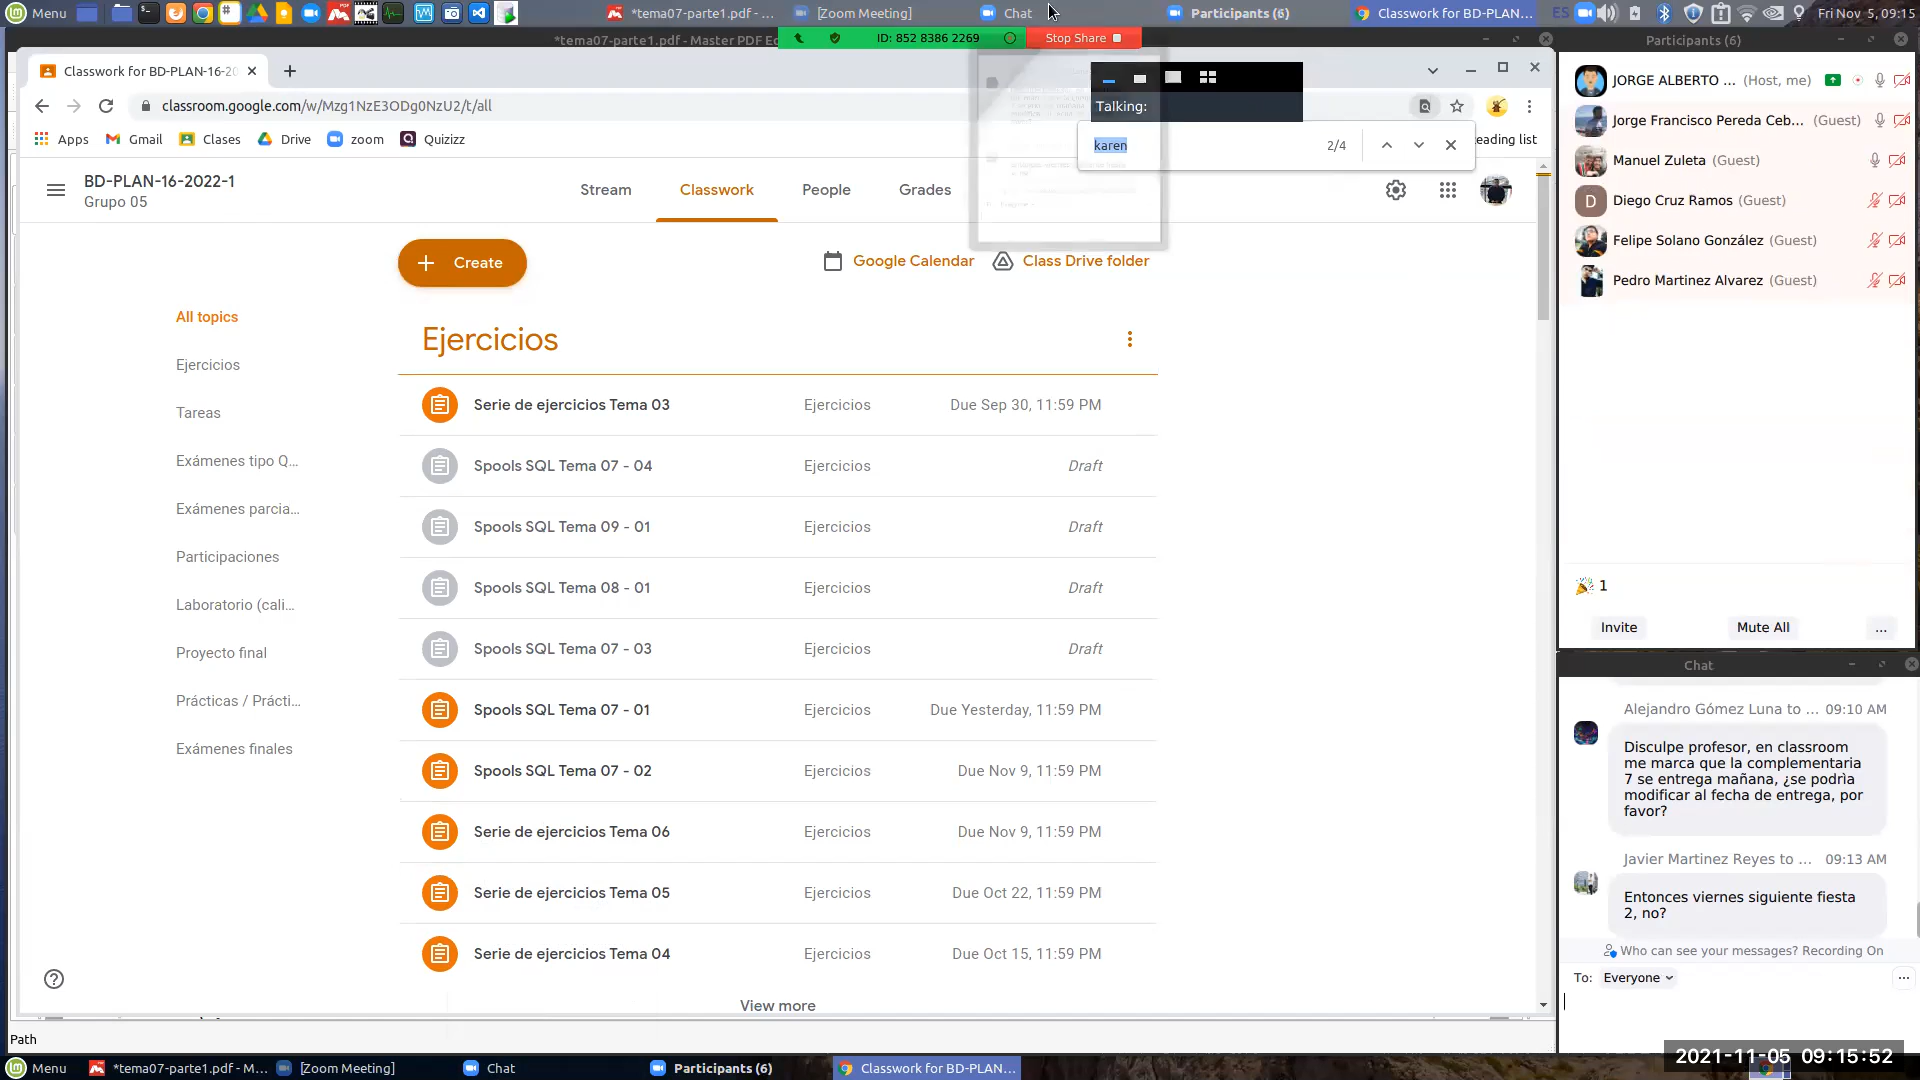 Menu
*tema07-parte1.pdf - ...
[Zoom Meeting]
Chat
Participants (6)
Classwork for BD-PLAN...
ES
Fri Nov 5, 09:15
*tema07-parte1.pdf - Master PDF Ed
ID: 852 8386 2269
Stop Share
Participants (6)
Classwork for BD-PLAN-16-20
classroom.google.com/w/Mzg1NzE3ODg0NzU2/t/all
Talking:
Apps
Gmail
Clases
Drive
zoom
Quizizz
eading list
karen
2/4
BD-PLAN-16-2022-1
Grupo 05
Stream
Classwork
People
Grades
Create
Google Calendar
Class Drive folder
All topics
Ejercicios
Tareas
Exámenes tipo Q...
Exámenes parcia...
Participaciones
Laboratorio (cali...
Proyecto final
Prácticas / Prácti...
Exámenes finales
Ejercicios
Serie de ejercicios Tema 03 Ejercicios Due Sep 30, 11:59 PM
Spools SQL Tema 07 - 04 Ejercicios Draft
Spools SQL Tema 09 - 01 Ejercicios Draft
Spools SQL Tema 08 - 01 Ejercicios Draft
Spools SQL Tema 07 - 03 Ejercicios Draft
Spools SQL Tema 07 - 01 Ejercicios Due Yesterday, 11:59 PM
Spools SQL Tema 07 - 02 Ejercicios Due Nov 9, 11:59 PM
Serie de ejercicios Tema 06 Ejercicios Due Nov 9, 11:59 PM
Serie de ejercicios Tema 05 Ejercicios Due Oct 22, 11:59 PM
Serie de ejercicios Tema 04 Ejercicios Due Oct 15, 11:59 PM
View more
Path
JORGE ALBERTO ... (Host, me)
Jorge Francisco Pereda Ceb... (Guest)
Manuel Zuleta (Guest)
D
Diego Cruz Ramos (Guest)
Felipe Solano González (Guest)
Pedro Martinez Alvarez (Guest)
1
Invite
Mute All
...
Chat
Alejandro Gómez Luna to ... 09:10 AM
Disculpe profesor, en classroom
me marca que la complementaria
7 se entrega mañana, ¿se podrìa
modificar al fecha de entrega, por
favor?
Javier Martinez Reyes to ... 09:13 AM
Entonces viernes siguiente fiesta
2, no?
Who can see your messages? Recording On
To: Everyone
2021-11-05 09:15:52
Menu
*tema07-parte1.pdf - M...
[Zoom Meeting]
Chat
Participants (6)
Classwork for BD-PLAN...